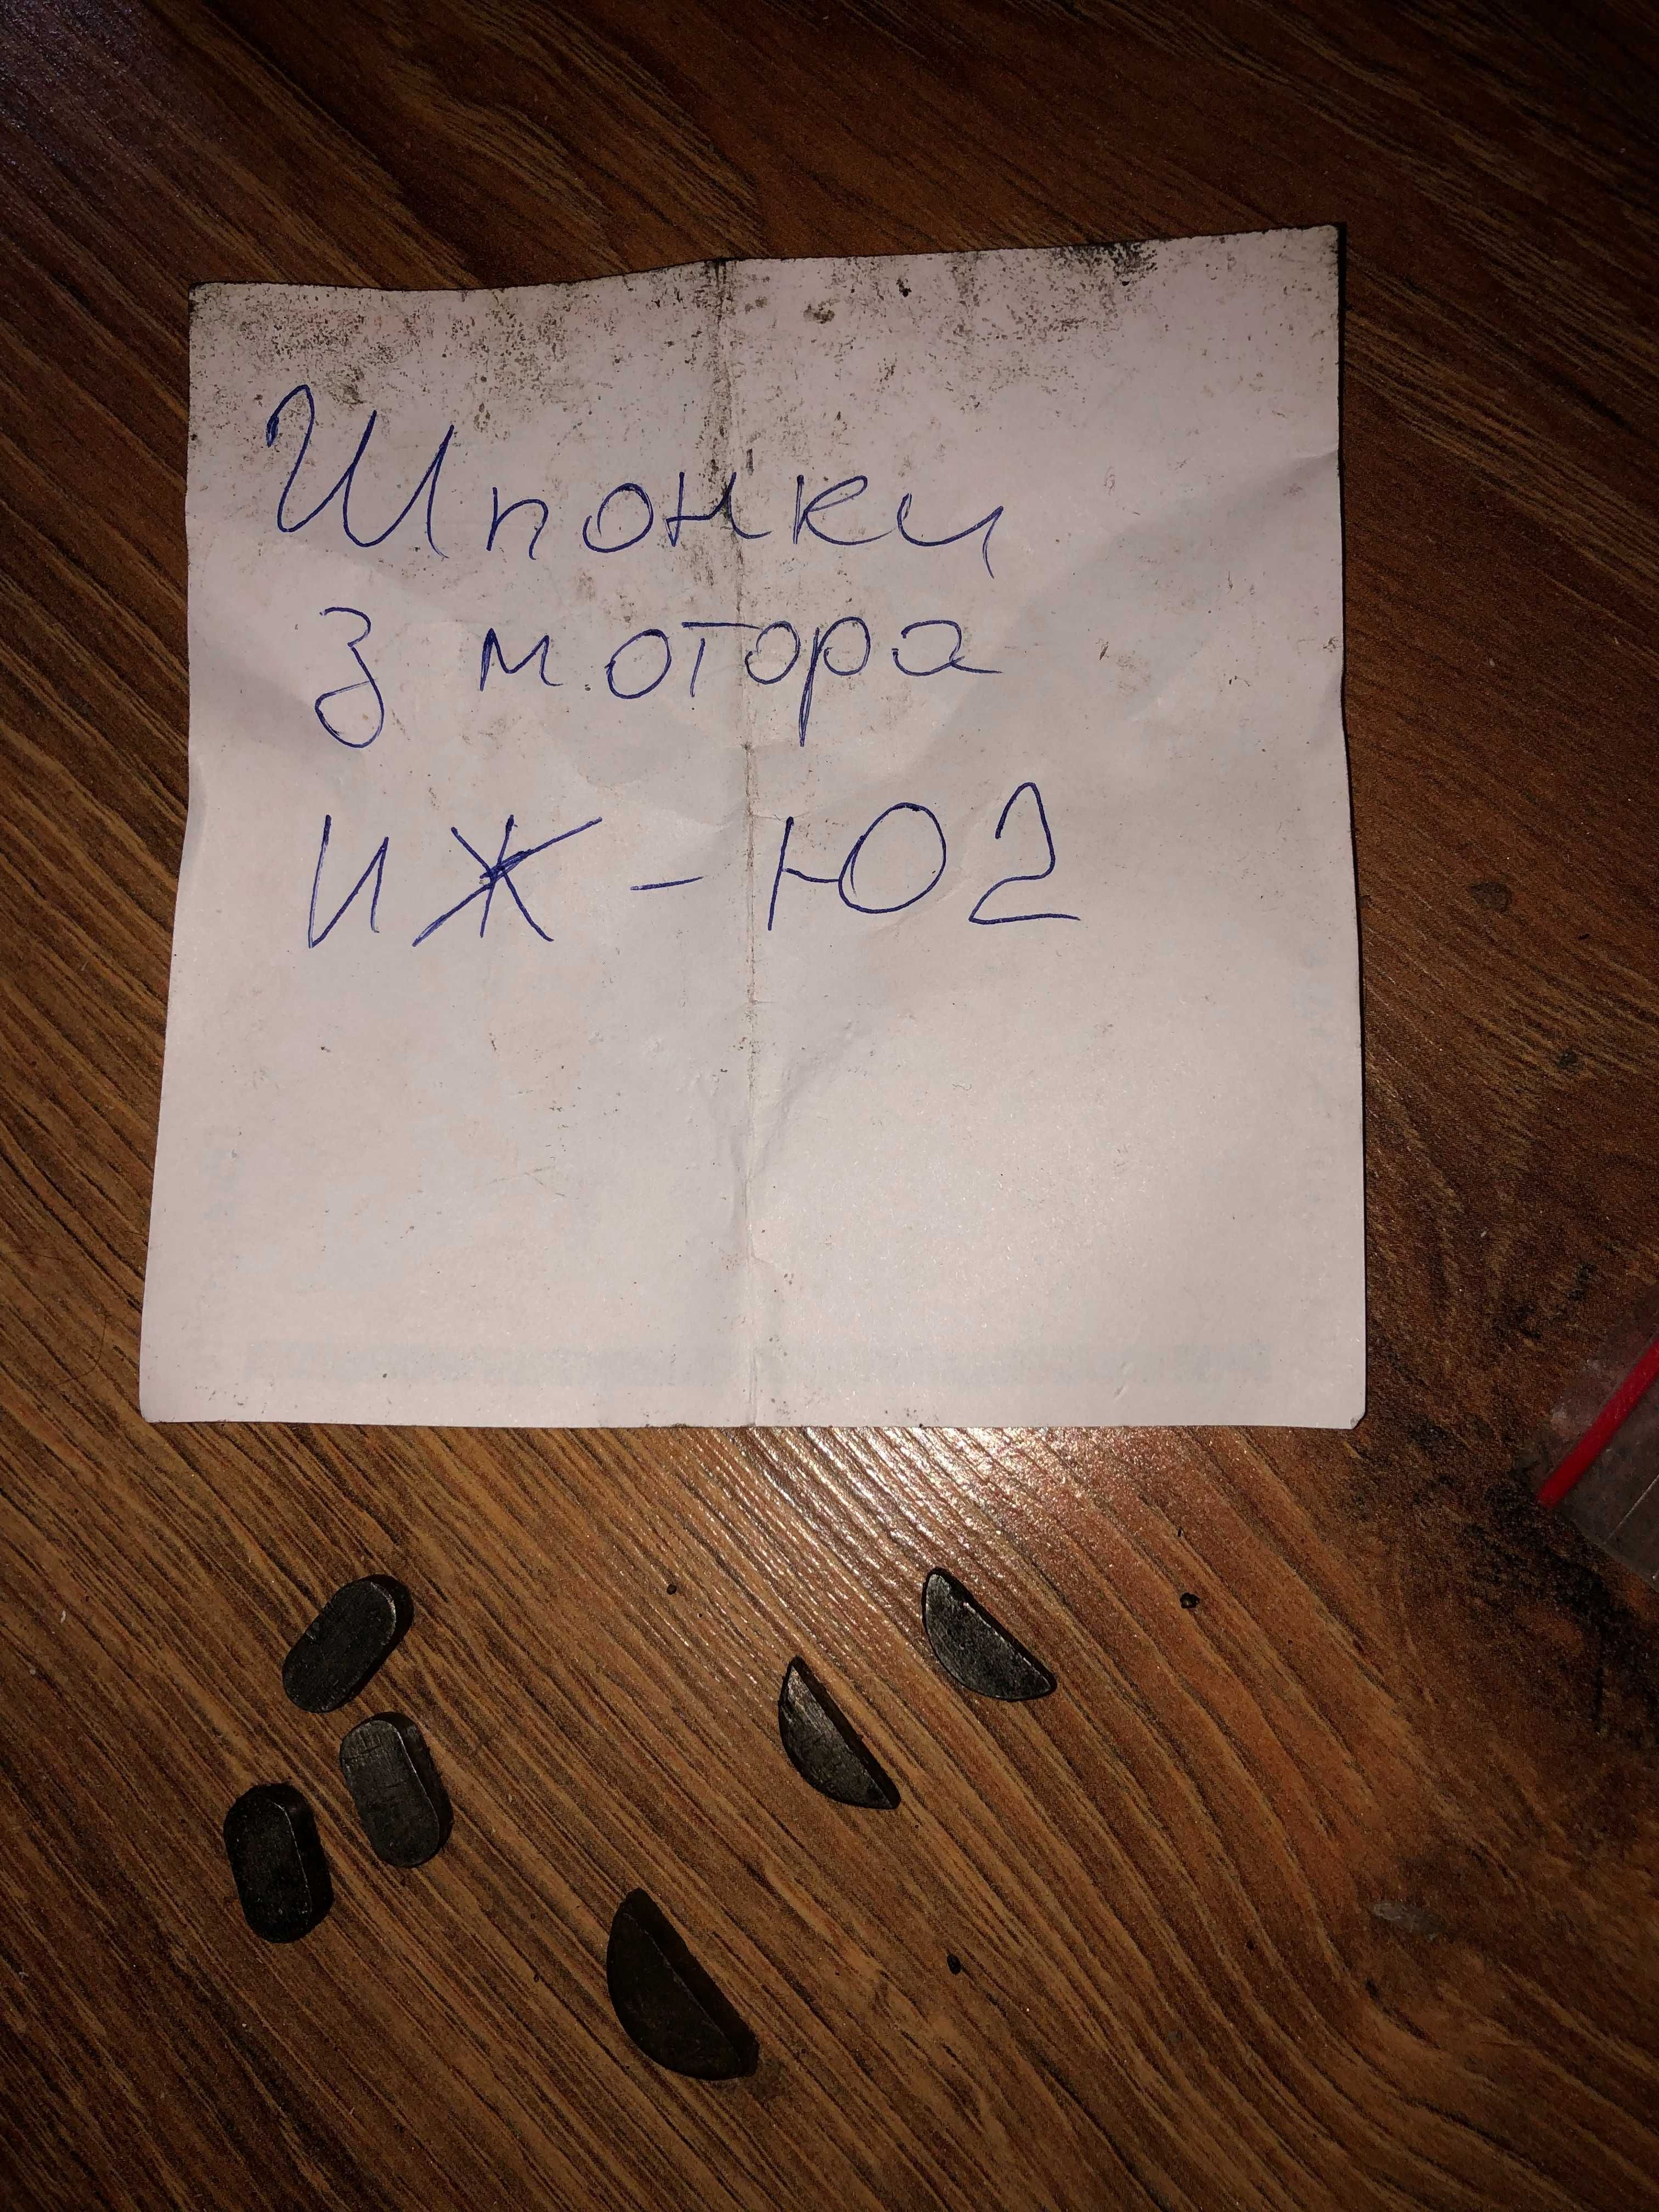 Шпонки
з мотора
ИЖ-Ю2